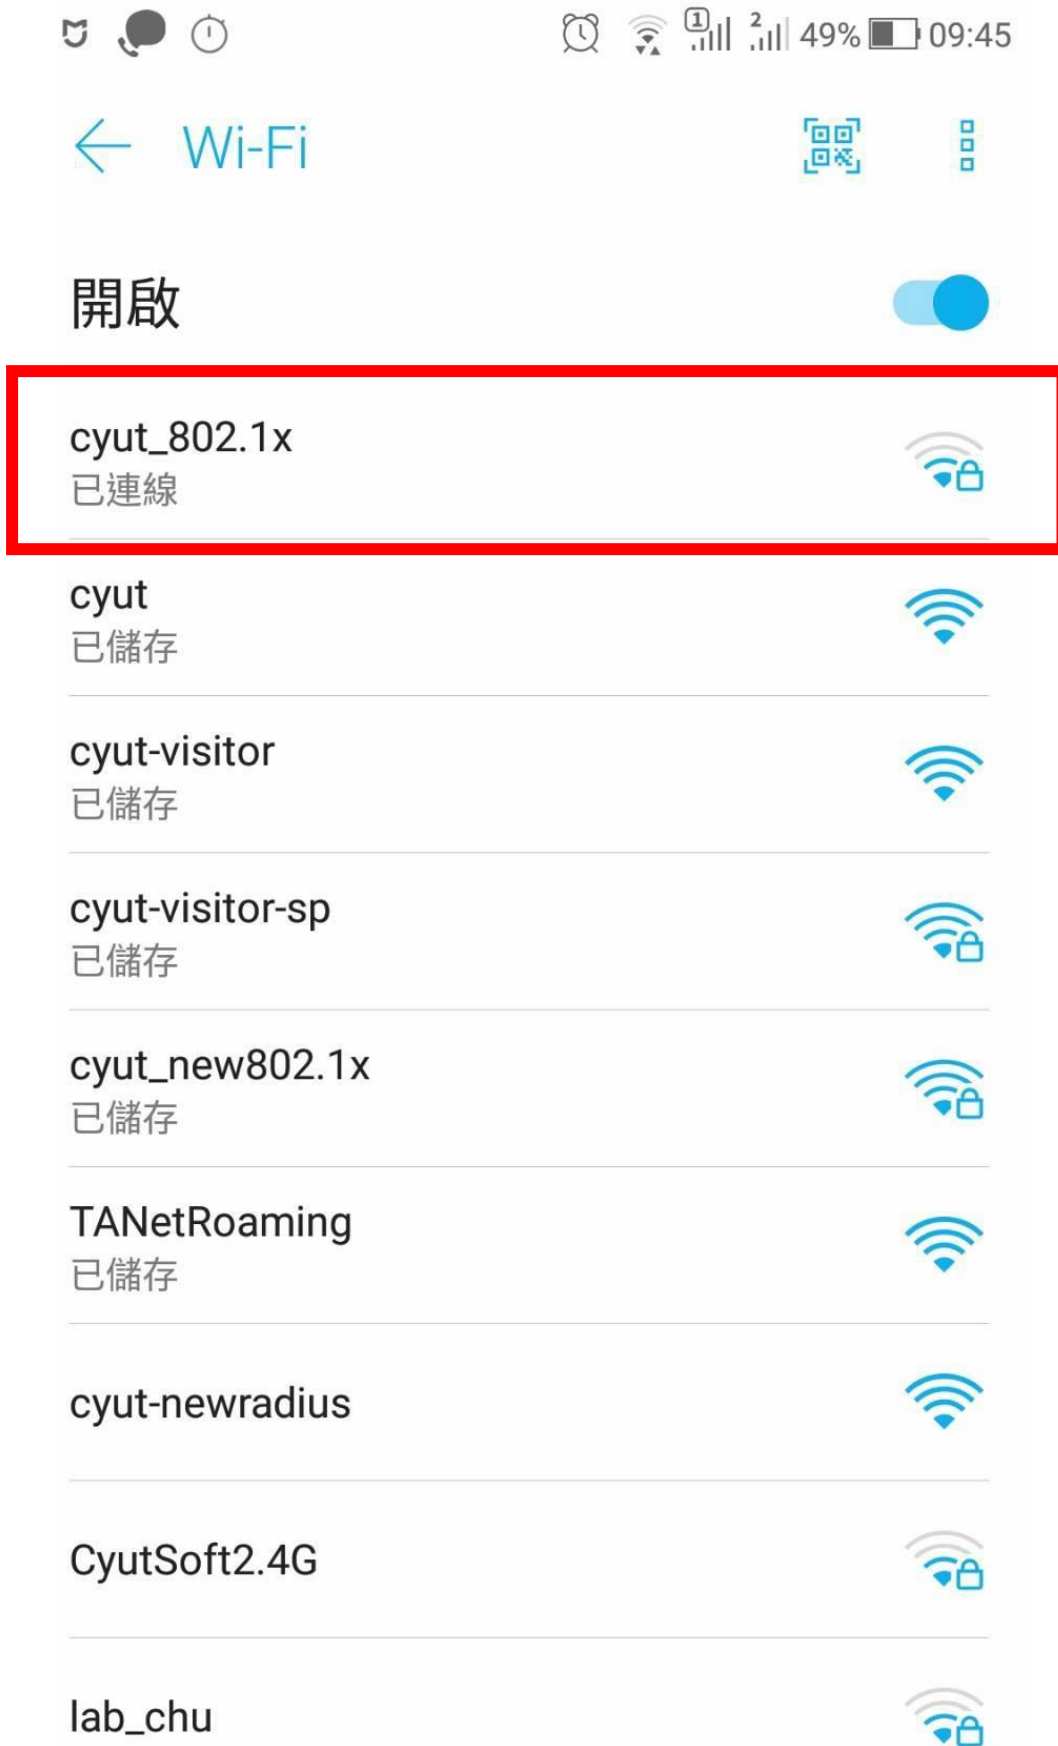 1 2 49% 09:45
Wi-Fi
開啟
cyut_802.1x
已連線
cyut
已儲存
cyut-visitor
已儲存
cyut-visitor-sp
已儲存
cyut_new802.1x
已儲存
TANetRoaming
已儲存
cyut-newradius
CyutSoft2.4G
lab_chu